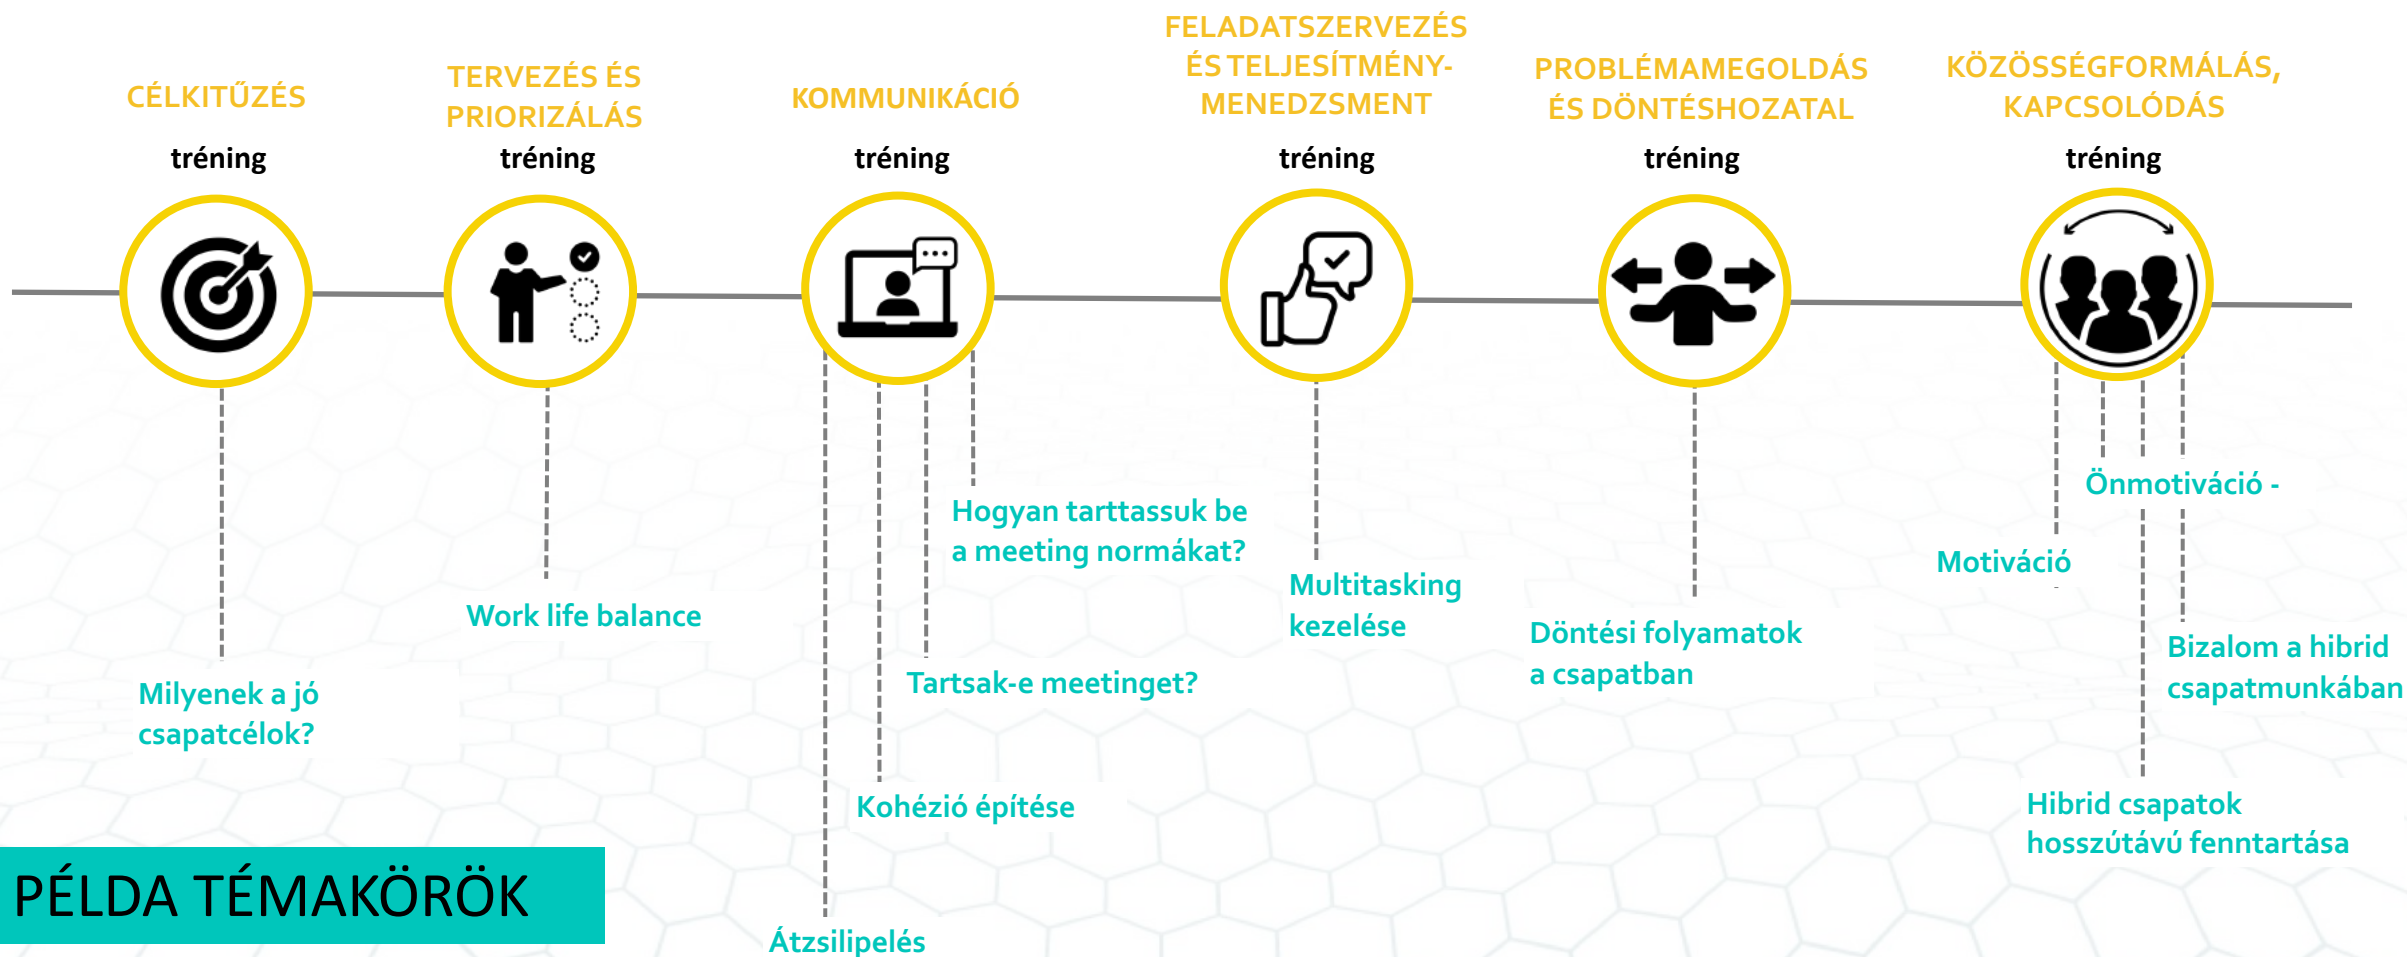 CÉLKITŰZÉS
tréning
TERVEZÉS ÉS
PRIORIZÁLÁS
tréning
KOMMUNIKÁCIÓ
tréning
FELADATSZERVEZÉS
ÉS TELJESÍTMÉNY-
MENEDZSMENT
tréning
PROBLÉMAMEGOLDÁS
ÉS DÖNTÉSHOZATAL
tréning
KÖZÖSSÉGFORMÁLÁS,
KAPCSOLÓDÁS
tréning
Milyenek a jó
csapatcélok?
Work life balance
Hogyan tarttassuk be
a meeting normákat?
Tartsak-e meetinget?
Kohézió építése
Átzsilipelés
Multitasking
kezelése
Döntési folyamatok
a csapatban
Önmotiváció -
Motiváció
Bizalom a hibrid
csapatmunkában
Hibrid csapatok
hosszútávú fenntartása
PÉLDA TÉMAKÖRÖK